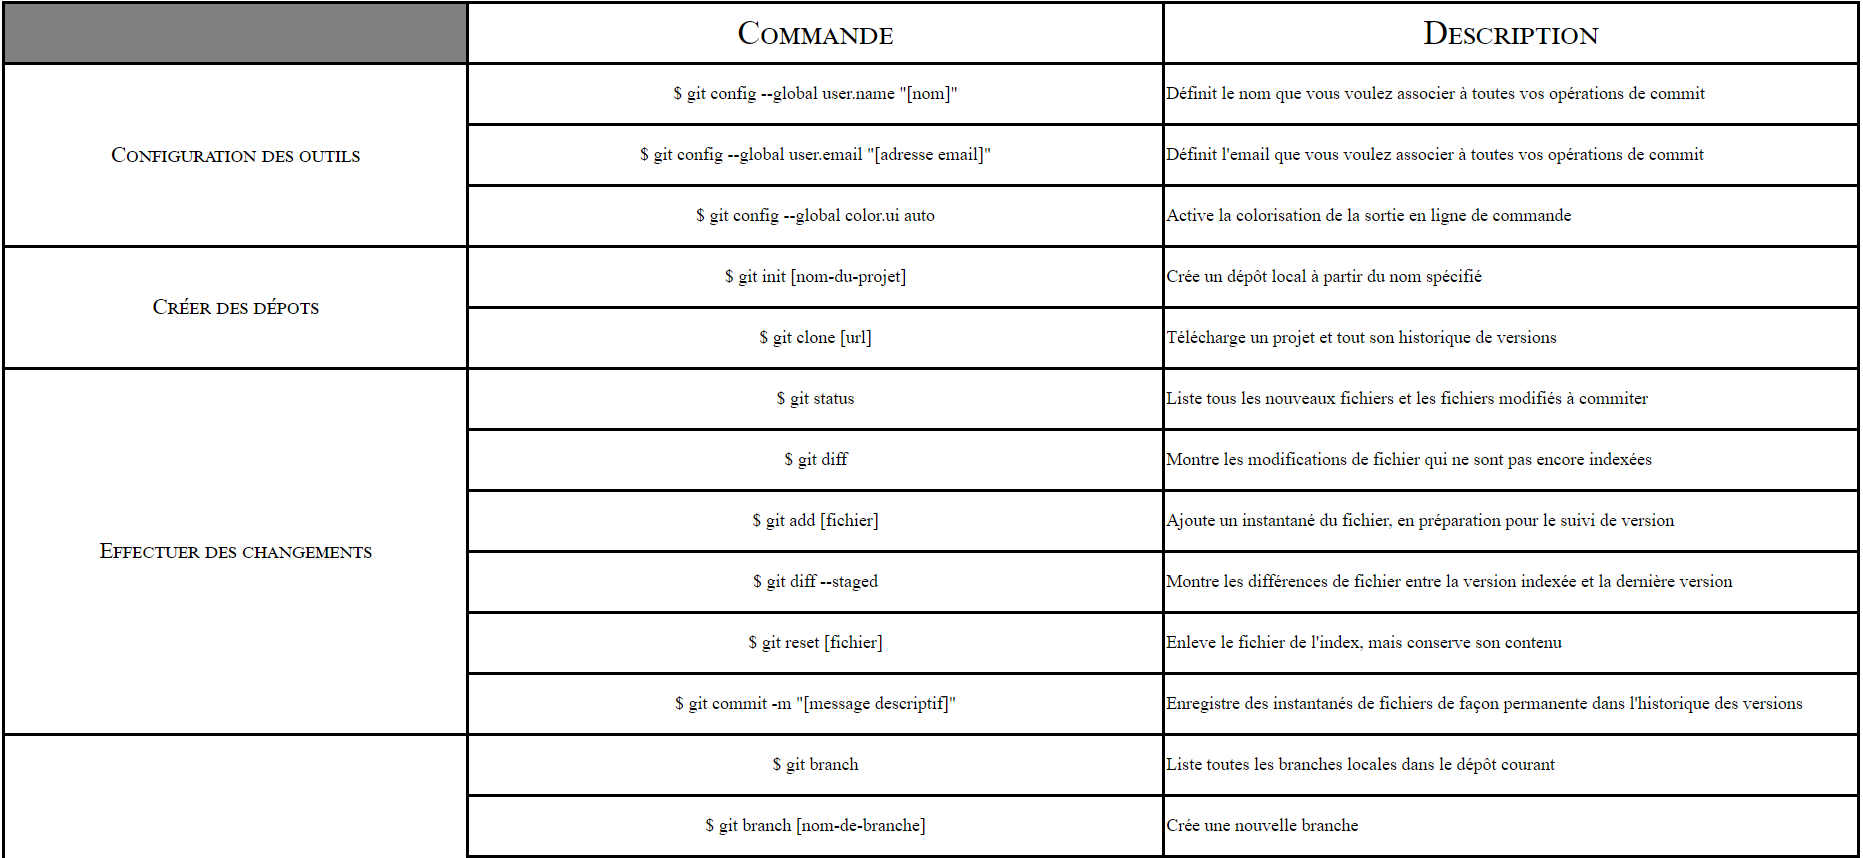 Commande Description
Configuration des outils
$ git config --global user.name "[nom]" Définit le nom que vous voulez associer à toutes vos opérations de commit
$ git config --global user.email "[adresse email]" Définit l'email que vous voulez associer à toutes vos opérations de commit
$ git config --global color.ui auto Active la colorisation de la sortie en ligne de commande
Créer des dépots
$ git init [nom-du-projet] Crée un dépôt local à partir du nom spécifié
$ git clone [url] Télécharge un projet et tout son historique de versions
Effectuer des changements
$ git status Liste tous les nouveaux fichiers et les fichiers modifiés à commiter
$ git diff Montre les modifications de fichier qui ne sont pas encore indexées
$ git add [fichier] Ajoute un instantané du fichier, en préparation pour le suivi de version
$ git diff --staged Montre les différences de fichier entre la version indexée et la dernière version
$ git reset [fichier] Enleve le fichier de l'index, mais conserve son contenu
$ git commit -m "[message descriptif]" Enregistre des instantanés de fichiers de façon permanente dans l'historique des versions
$ git branch Liste toutes les branches locales dans le dépôt courant
$ git branch [nom-de-branche] Crée une nouvelle branche